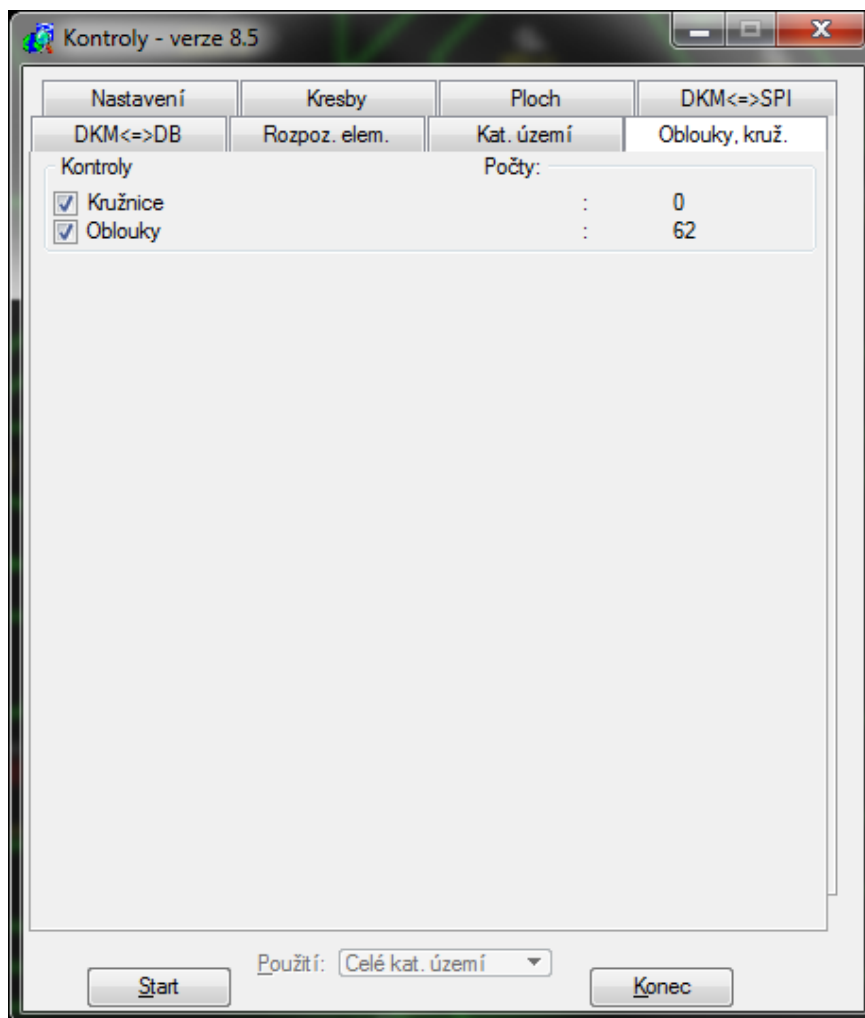 Kontroly - verze 8.5
Nastavení Kresby Ploch DKM<=>SPI
DKM<=>DB Rozpoz. elem. Kat. území Oblouky, kruž.
Kontroly Počty:
Kružnice : 0
Oblouky : 62
Použití: Celé kat. území
Start Konec